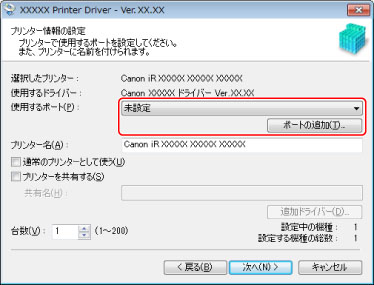 XXXXX Printer Driver - Ver.XX.XX
プリンター情報の設定
プリンターで使用するポートを設定してください。
また、プリンターに名前を付けられます。
選択したプリンター: Canon iR XXXXX XXXXX XXXXX
使用するドライバー: Canon XXXXX ドライバー Ver.XX.XX
使用するポート(P): 未設定
ポートの追加(T)...
プリンター名(A): Canon iR XXXXX XXXXX XXXXX
通常のプリンターとして使う(U)
プリンターを共有する(S)
共有名(H):
追加ドライバー(D)...
台数(V): 1 (1～200)
設定中の機種: 1
設定する機種の総数: 1
< 戻る(B) 次へ(N) > キャンセル